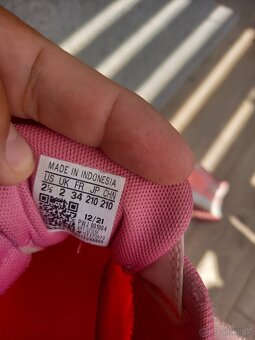 MADE IN INDONESIA
US UK FR JP CHN
2½ 2 34 210 210
12/21